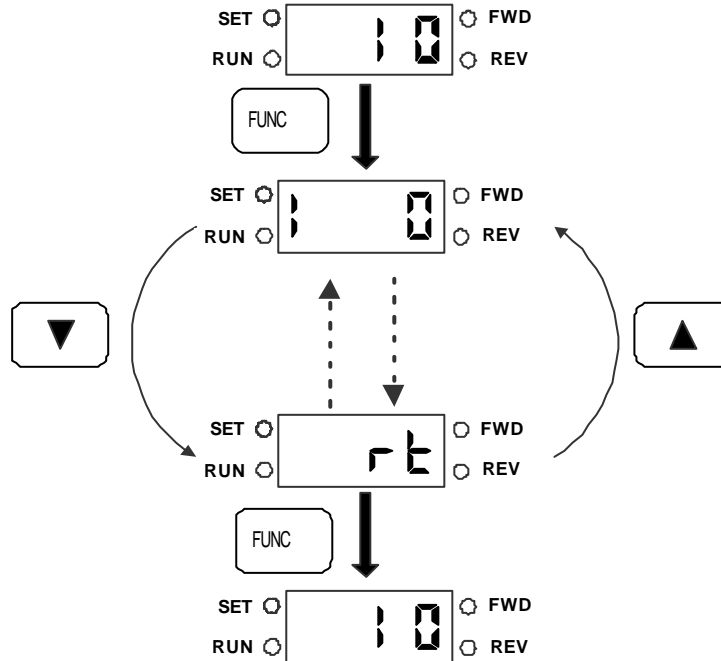 SET 10 FWD
RUN REV
FUNC
SET 1 0 FWD
RUN REV
▼ ▲
SET rt FWD
RUN REV
FUNC
SET 10 FWD
RUN REV